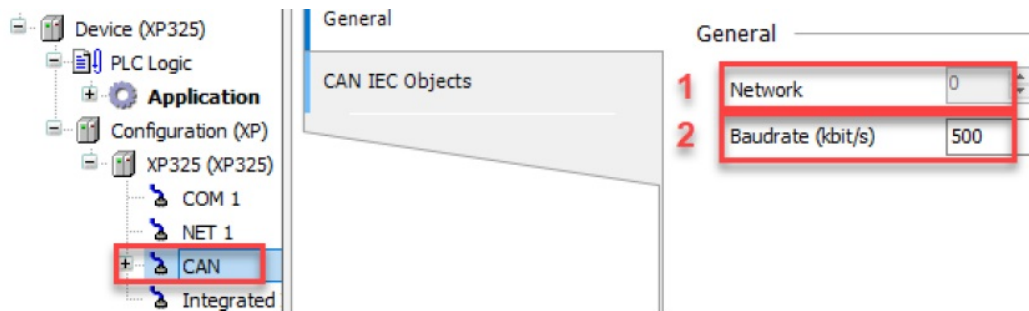 Device (XP325)
PLC Logic
Application
Configuration (XP)
XP325 (XP325)
COM 1
NET 1
CAN
Integrated
General
CAN IEC Objects
General
1 Network 0
2 Baudrate (kbit/s) 500